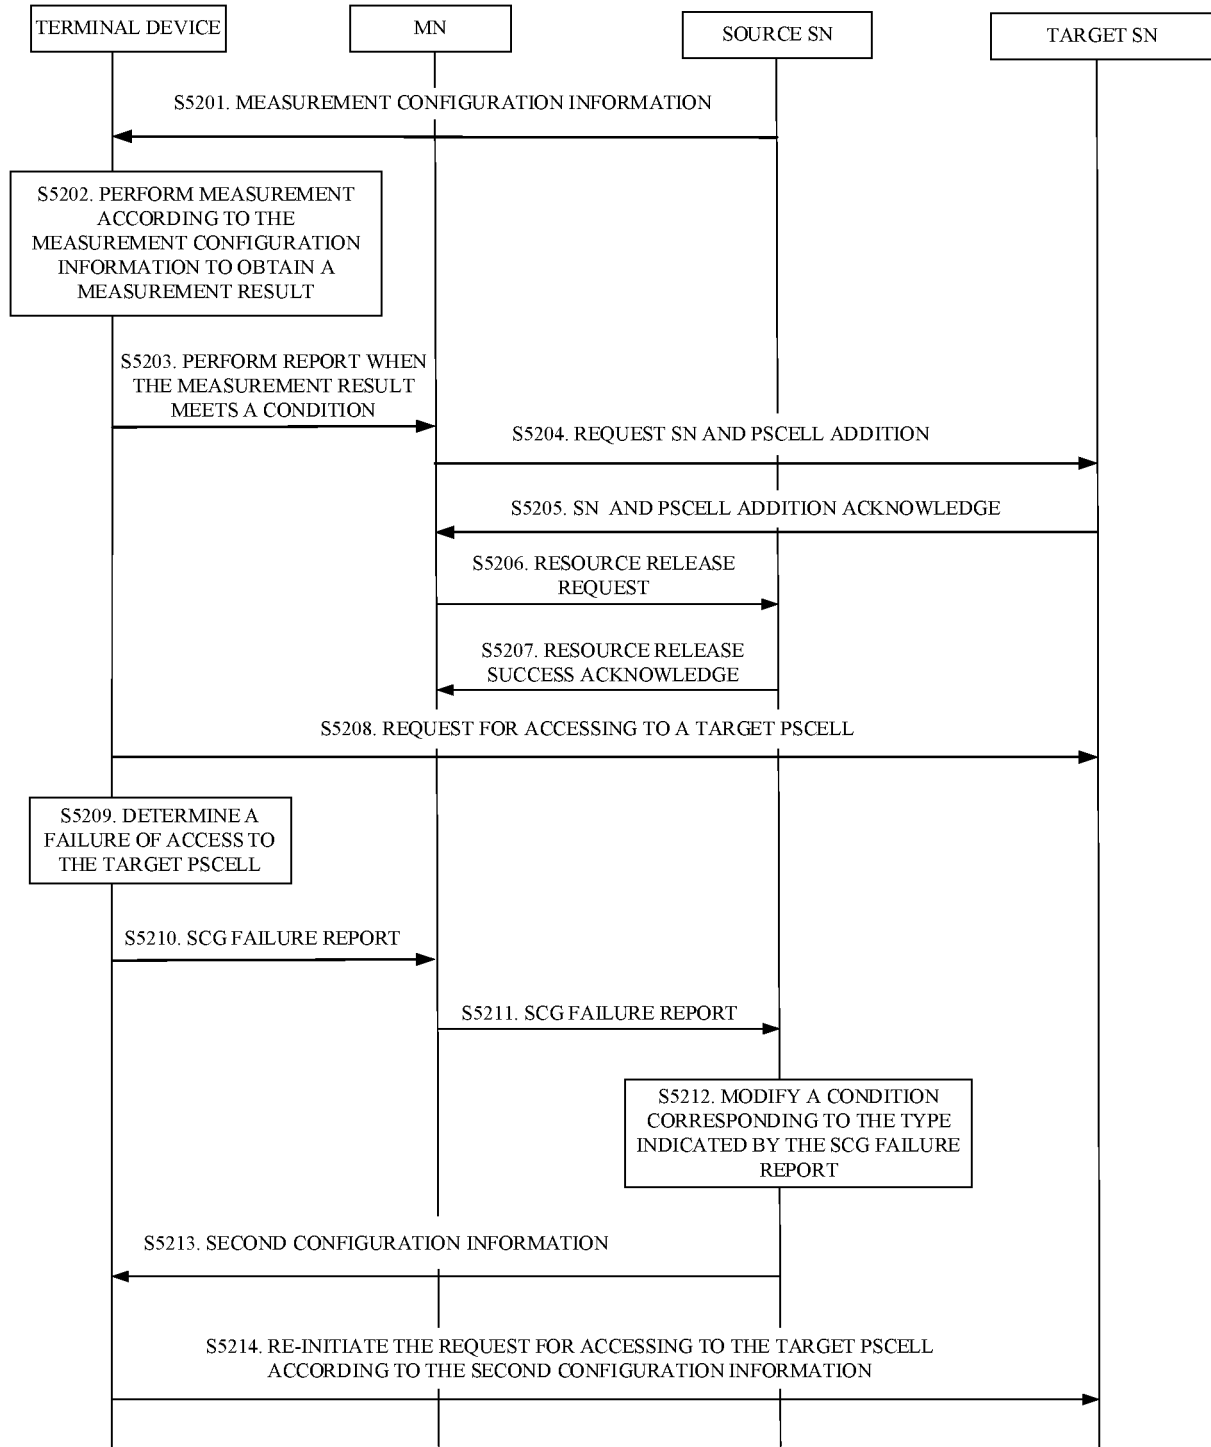 TERMINAL DEVICE
MN
SOURCE SN
TARGET SN
S5201. MEASUREMENT CONFIGURATION INFORMATION
S5202. PERFORM MEASUREMENT
ACCORDING TO THE
MEASUREMENT CONFIGURATION
INFORMATION TO OBTAIN A
MEASUREMENT RESULT
S5203. PERFORM REPORT WHEN
THE MEASUREMENT RESULT
MEETS A CONDITION
S5204. REQUEST SN AND PSCELL ADDITION
S5205. SN AND PSCELL ADDITION ACKNOWLEDGE
S5206. RESOURCE RELEASE
REQUEST
S5207. RESOURCE RELEASE
SUCCESS ACKNOWLEDGE
S5208. REQUEST FOR ACCESSING TO A TARGET PSCELL
S5209. DETERMINE A
FAILURE OF ACCESS TO
THE TARGET PSCELL
S5210. SCG FAILURE REPORT
S5211. SCG FAILURE REPORT
S5212. MODIFY A CONDITION
CORRESPONDING TO THE TYPE
INDICATED BY THE SCG FAILURE
REPORT
S5213. SECOND CONFIGURATION INFORMATION
S5214. RE-INITIATE THE REQUEST FOR ACCESSING TO THE TARGET PSCELL
ACCORDING TO THE SECOND CONFIGURATION INFORMATION